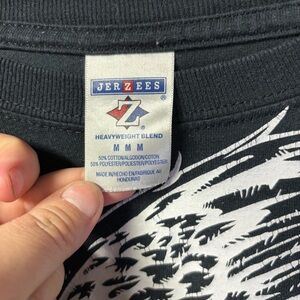 JERZEES
®
Z
®
HEAVYWEIGHT BLEND
M M M
50% COTTON/ALGODON/COTON
50% POLYESTER/POLIESTER/POLYESTER
MADE IN/HECHO EN/FABRIQUE AU
HONDURAS